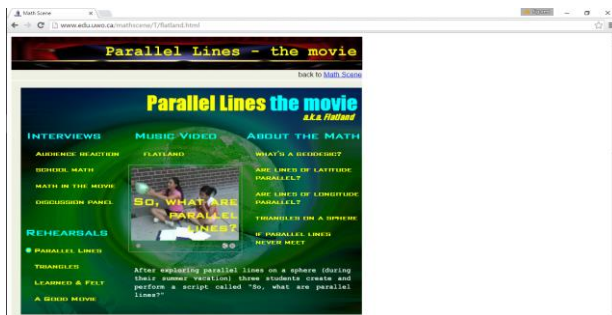 Math Scene
www.edu.uwo.ca/mathscene/T/flatland.html
Parallel Lines - the movie
back to Math Scene
Parallel Lines the movie
a.k.a. Flatland
INTERVIEWS
AUDIENCE REACTION
SCHOOL MATH
MATH IN THE MOVIE
DISCUSSION PANEL
REHEARSALS
PARALLEL LINES
TRIANGLES
LEARNED & FELT
A GOOD MOVIE
MUSIC VIDEO
FLATLAND
SO, WHAT ARE
PARALLEL
LINES?
After exploring parallel lines on a sphere (during
their summer vacation) three students create and
perform a script called "So, what are parallel
lines?"
ABOUT THE MATH
WHAT'S A GEODESIC?
ARE LINES OF LATITUDE
PARALLEL?
ARE LINES OF LONGITUDE
PARALLEL?
TRIANGLES ON A SPHERE
IF PARALLEL LINES
NEVER MEET